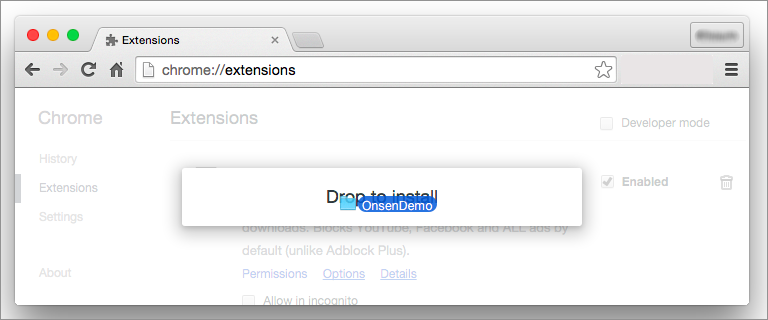 Extensions
chrome://extensions
Chrome
Extensions
Developer mode
History
Extensions
Settings
About
Enabled
Drop to install
OnsenDemo
downloads. Blocks YouTube, Facebook and ALL ads by
default (unlike Adblock Plus).
Permissions Options Details
Allow in incognito